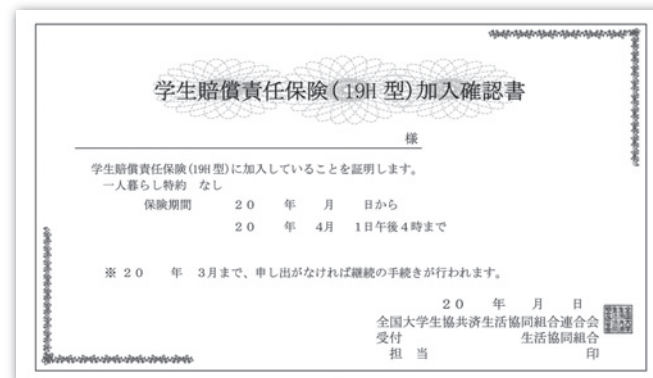 学生賠償責任保険(19H 型)加入確認書
様
学生賠償責任保険(19H 型)に加入していることを証明します。
一人暮らし特約 なし
保険期間 20 年 月 日から
20 年 4月 1日午後4時まで
※ 20 年 3月まで、申し出がなければ継続の手続きが行われます。
20 年 月 日
全国大学生協共済生活協同組合連合会
受付 生活協同組合
担 当 印